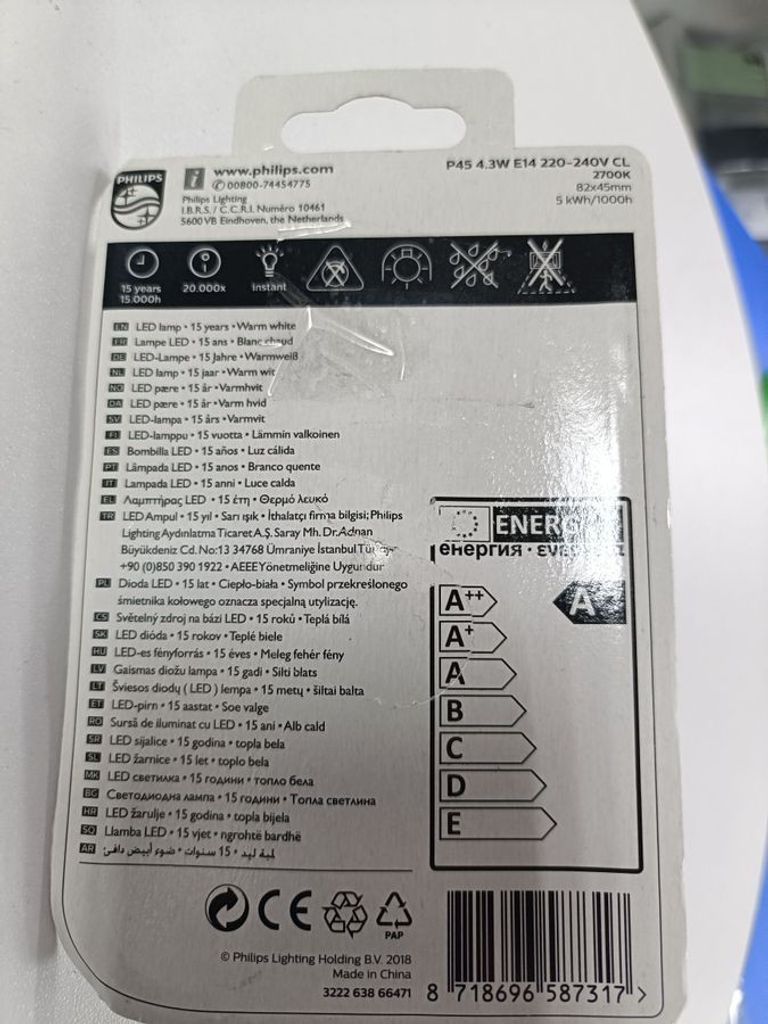 PHILIPS
i www.philips.com
✆ 00800-74454775
Philips Lighting
I.B.R.S. / C.C.R.I. Numéro 10461
5600 VB Eindhoven, the Netherlands
P45 4.3W E14 220-240V CL
2700K
82x45mm
5 kWh/1000h
15 years
15.000h
20.000x
instant
EN LED lamp • 15 years • Warm white
FR Lampe LED • 15 ans • Blanc chaud
DE LED-Lampe • 15 Jahre • Warmweiß
NL LED lamp • 15 jaar • Warm wit
NO LED pære • 15 år • Varmhvit
DA LED pære • 15 år • Varm hvid
SV LED-lampa • 15 års • Varmvit
FI LED-lamppu • 15 vuotta • Lämmin valkoinen
ES Bombilla LED • 15 años • Luz cálida
PT Lâmpada LED • 15 anos • Branco quente
IT Lampada LED • 15 anni • Luce calda
EL Λαμπτήρας LED • 15 έτη • Θερμό λευκό
TR LED Ampul • 15 yıl • Sarı ışık • İthalatçı firma bilgisi; Philips
Lighting Aydınlatma Ticaret A.Ş. Saray Mh. Dr. Adnan
Büyükdeniz Cd. No:13 34768 Ümraniye İstanbul
+90 (0)850 390 1922 • AEEE Yönetmeliğine Uygundur
PL Dioda LED • 15 lat • Ciepło-biała • Symbol przekreślonego
śmietnika kołowego oznacza specjalną utylizację.
CS Světelný zdroj na bázi LED • 15 roků • Teplá bílá
SK LED dióda • 15 rokov • Teplé biele
HU LED-es fényforrás • 15 éves • Meleg fehér fény
LV Gaismas diožu lampa • 15 gadi • Silti blats
LT Šviesos diodų ( LED ) lempa • 15 metų • šiltai balta
ET LED-pirn • 15 aastat • Soe valge
RO Sursă de iluminat cu LED • 15 ani • Alb cald
SR LED sijalice • 15 godina • topla bela
SL LED žarnice • 15 let • toplo bela
MK LED светилка • 15 години • топло бела
BG Светодиодна лампа • 15 години • Топла светлина
HR LED žarulje • 15 godina • topla bijela
SQ Llamba LED • 15 vjet • ngrohtë bardhë
AR لمبة ليد • 15 سنوات • ضوء أبيض دافئ
енергия
A++
A+
A
B
C
D
E
CE
PAP
© Philips Lighting Holding B.V. 2018
Made in China
3222 638 66471
8 718696 587317 >